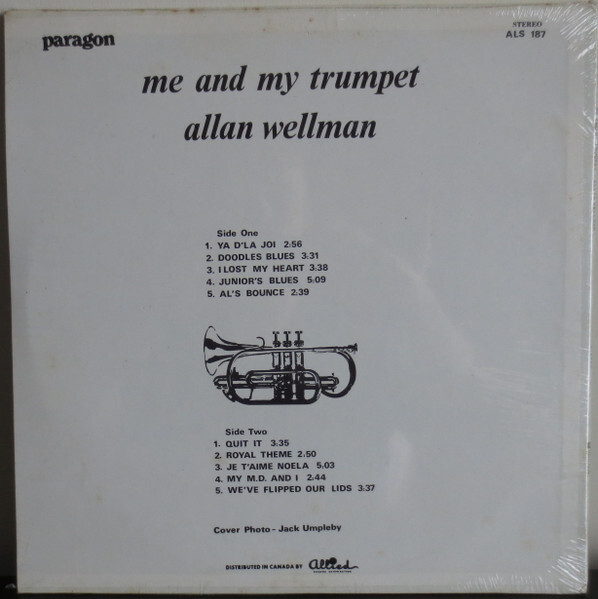 paragon
STEREO
ALS 187
me and my trumpet
allan wellman
Side One
1. YA D'LA JOI 2:56
2. DOODLES BLUES 3:31
3. I LOST MY HEART 3:38
4. JUNIOR'S BLUES 5:09
5. AL'S BOUNCE 2:39
Side Two
1. QUIT IT 3:35
2. ROYAL THEME 2:50
3. JE T'AIME NOELA 5:03
4. MY M.D. AND I 2:44
5. WE'VE FLIPPED OUR LIDS 3:37
Cover Photo - Jack Umpleby
DISTRIBUTED IN CANADA BY allied